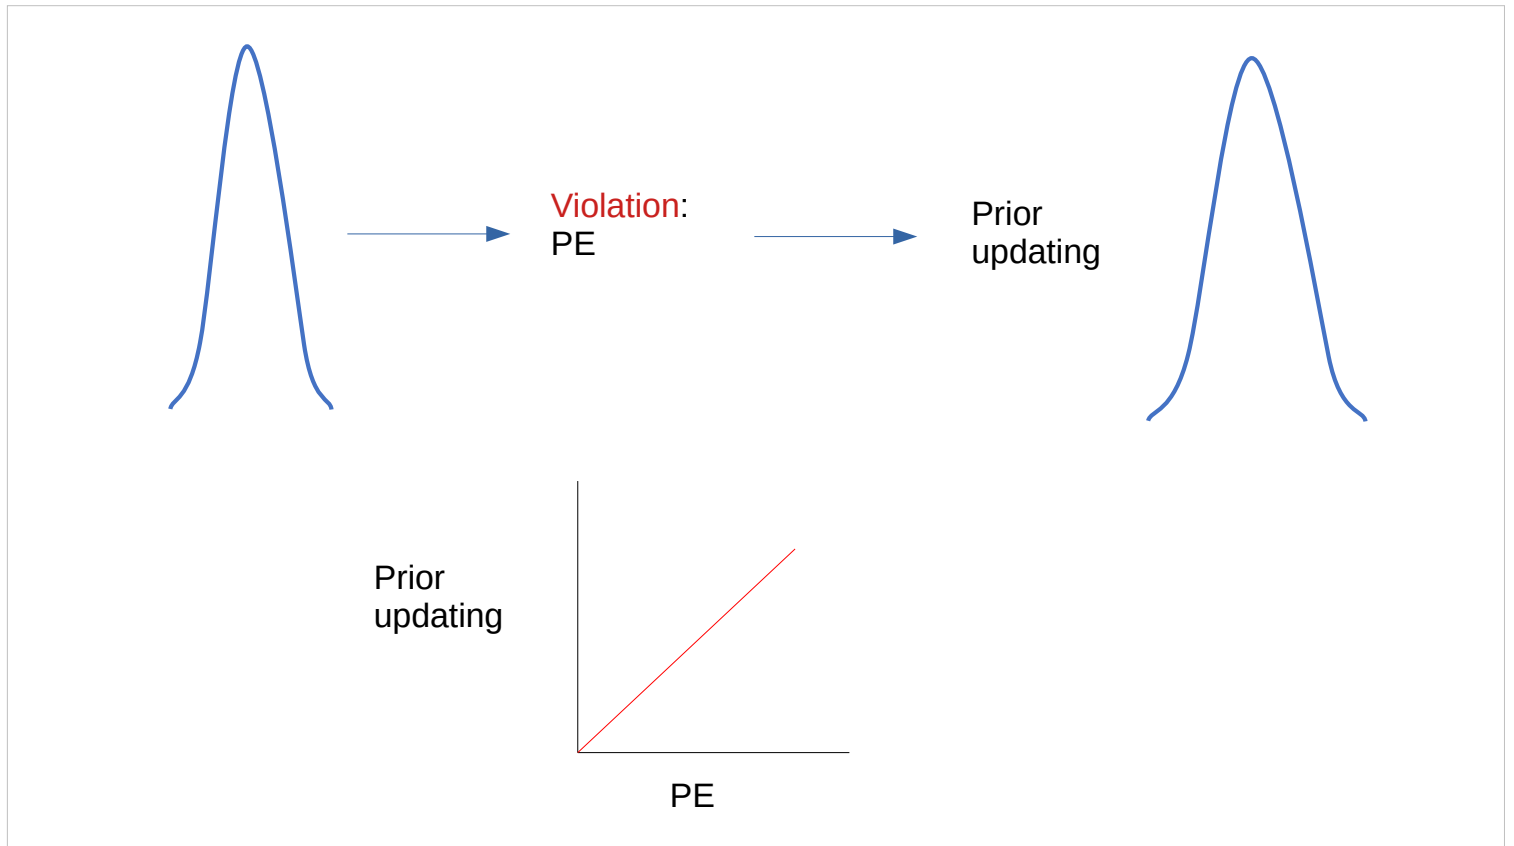 Violation:
PE
Prior
updating
Prior
updating
PE